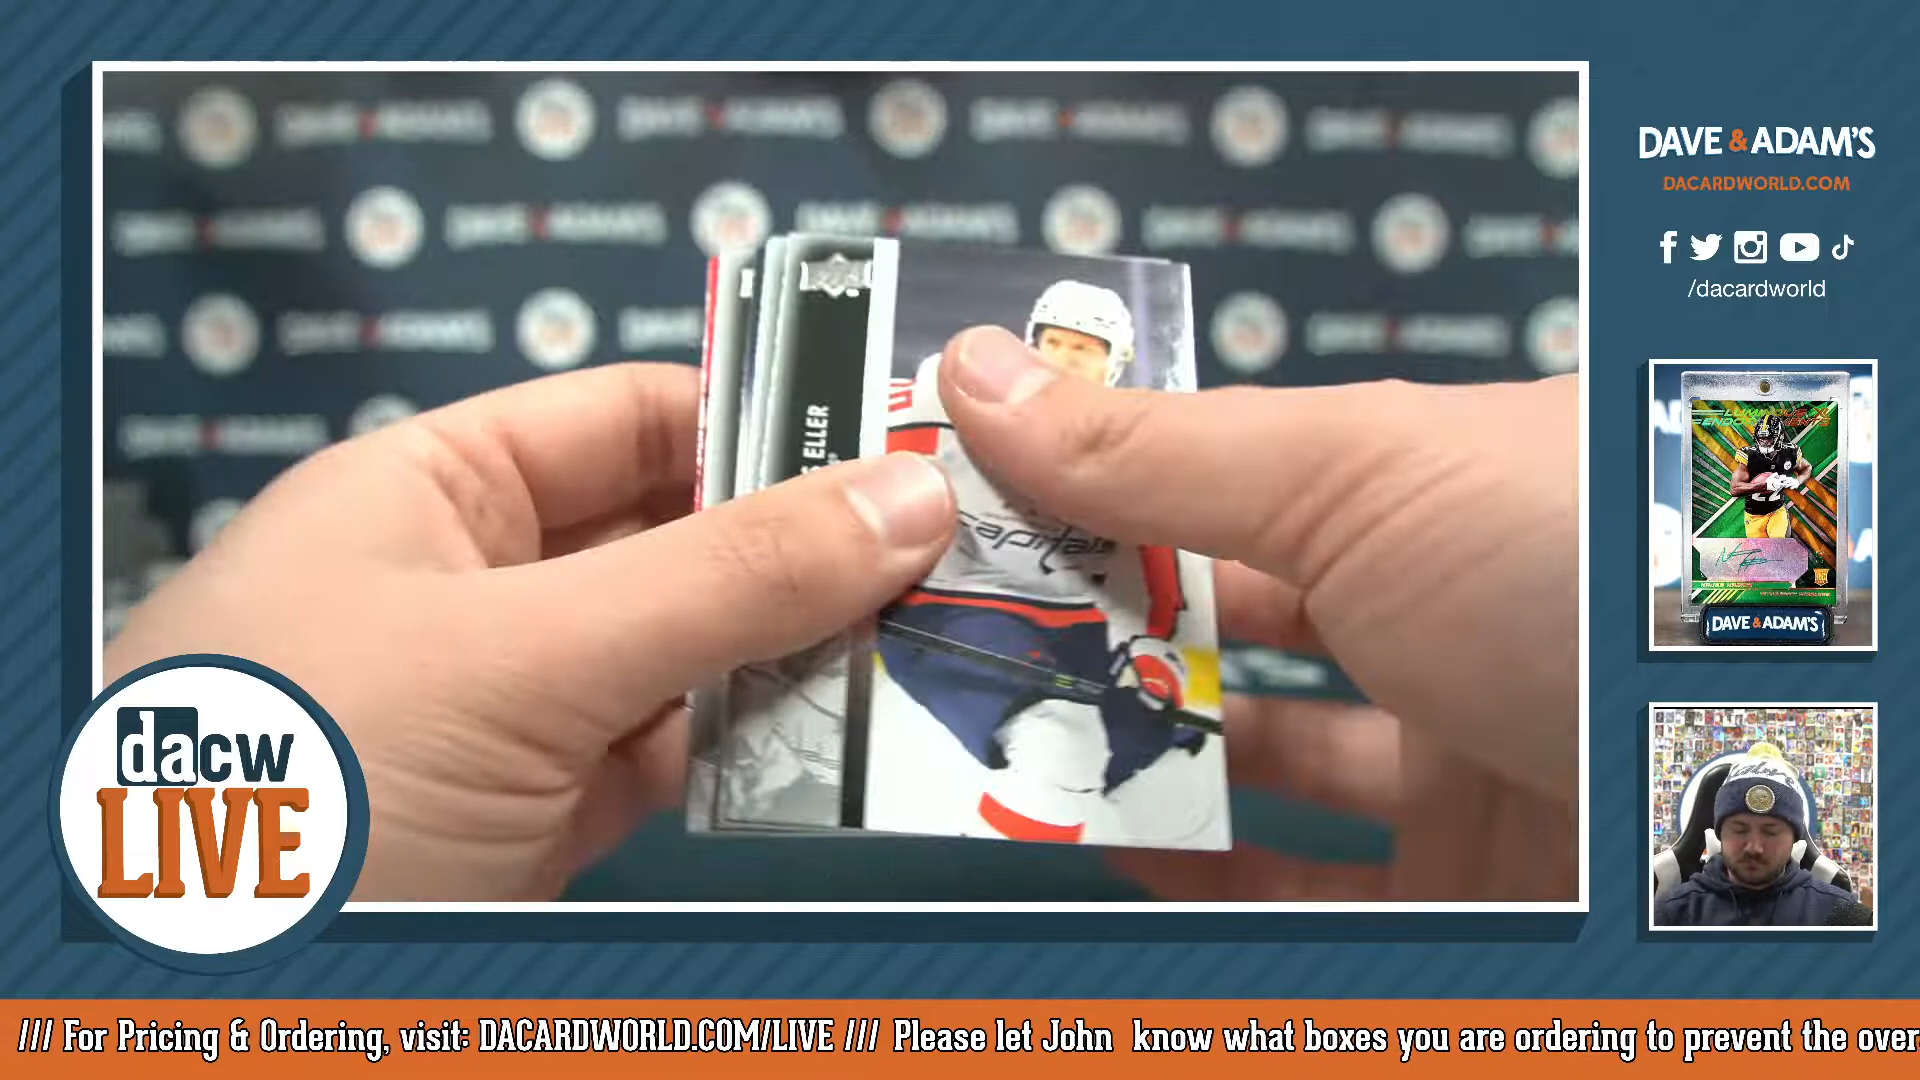 DAVE & ADAM'S
DACARDWORLD.COM
/dacardworld
ELLER
capitals
DAVE & ADAM'S
dacw
LIVE
/// For Pricing & Ordering, visit: DACARDWORLD.COM/LIVE /// Please let John know what boxes you are ordering to prevent the over